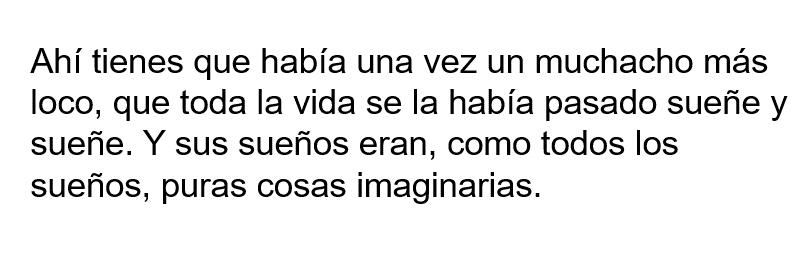 Ahí tienes que había una vez un muchacho más
loco, que toda la vida se la había pasado sueñe y
sueñe. Y sus sueños eran, como todos los
sueños, puras cosas imaginarias.